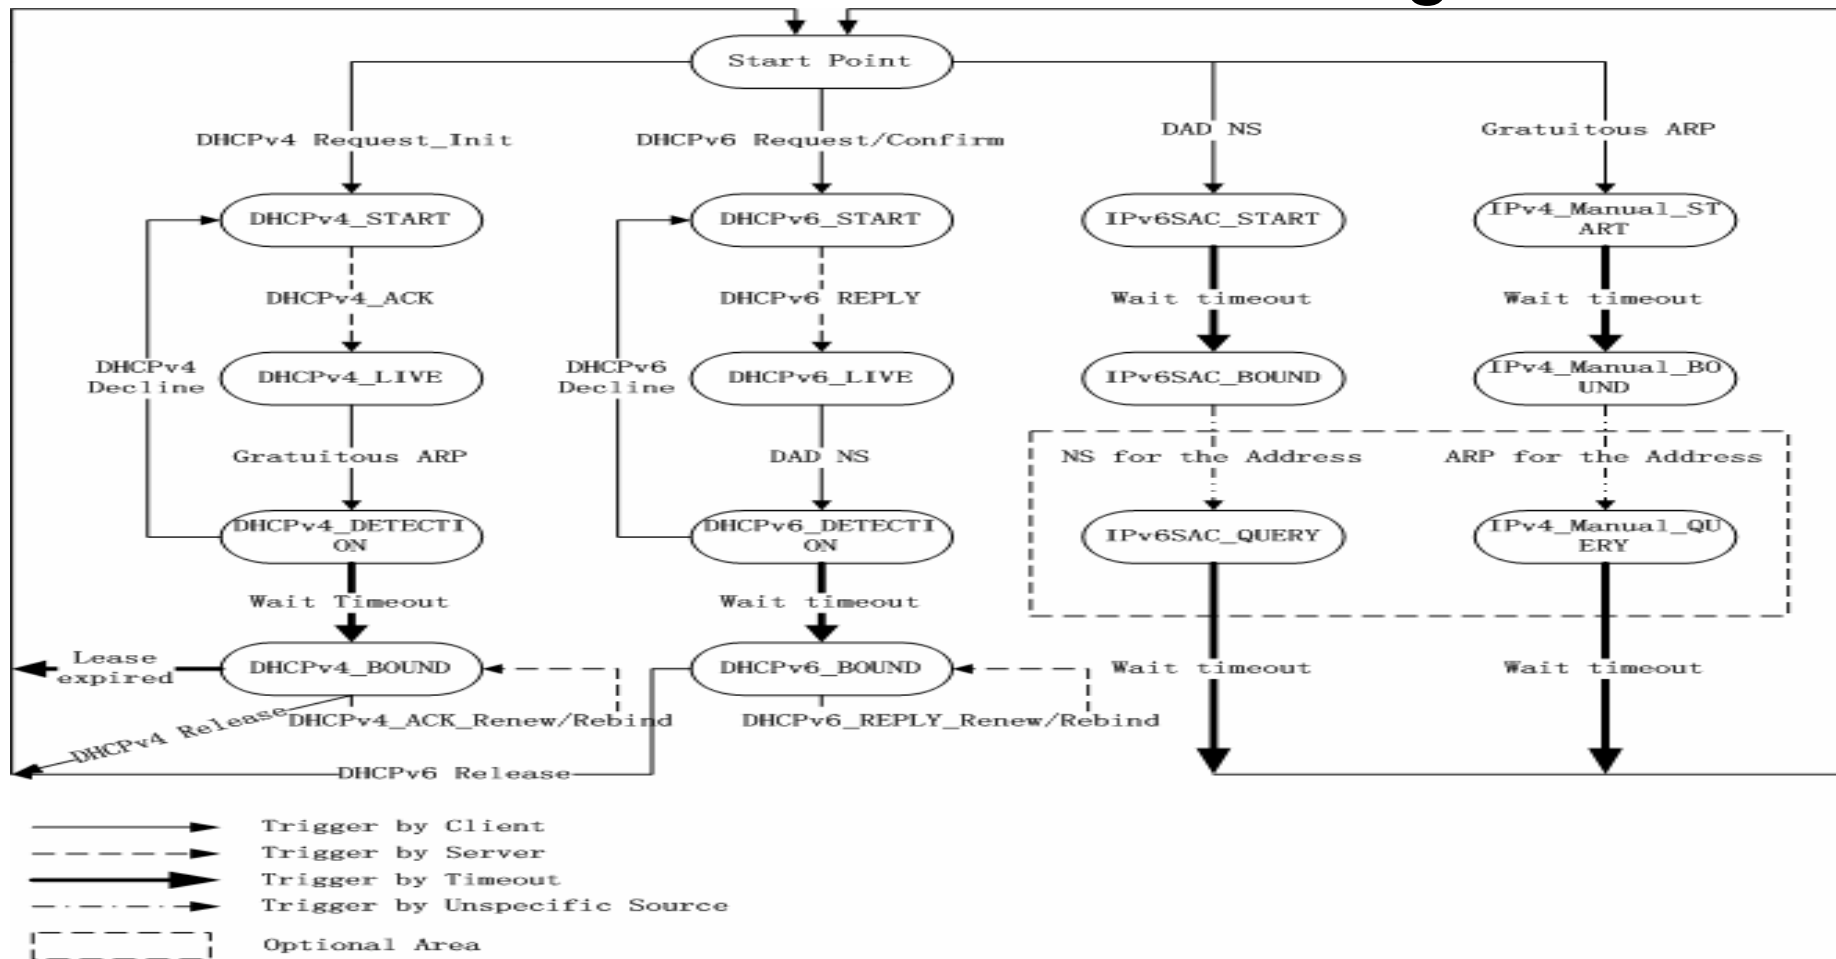 Start Point
DHCPv4 Request_Init
DHCPv6 Request/Confirm
DAD NS
Gratuitous ARP
DHCPv4_START
DHCPv6_START
IPv6SAC_START
IPv4_Manual_ST
ART
DHCPv4_ACK
DHCPv6 REPLY
Wait timeout
Wait timeout
DHCPv4
Decline
DHCPv4_LIVE
DHCPv6
Decline
DHCPv6_LIVE
IPv6SAC_BOUND
IPv4_Manual_BO
UND
Gratuitous ARP
DAD NS
NS for the Address
ARP for the Address
DHCPv4_DETECTI
ON
DHCPv6_DETECTI
ON
IPv6SAC_QUERY
IPv4_Manual_QU
ERY
Wait Timeout
Wait timeout
Lease
expired
DHCPv4_BOUND
DHCPv6_BOUND
Wait timeout
Wait timeout
DHCPv4 Release
DHCPv4_ACK_Renew/Rebind
DHCPv6_REPLY_Renew/Rebind
DHCPv6 Release
Trigger by Client
Trigger by Server
Trigger by Timeout
Trigger by Unspecific Source
Optional Area